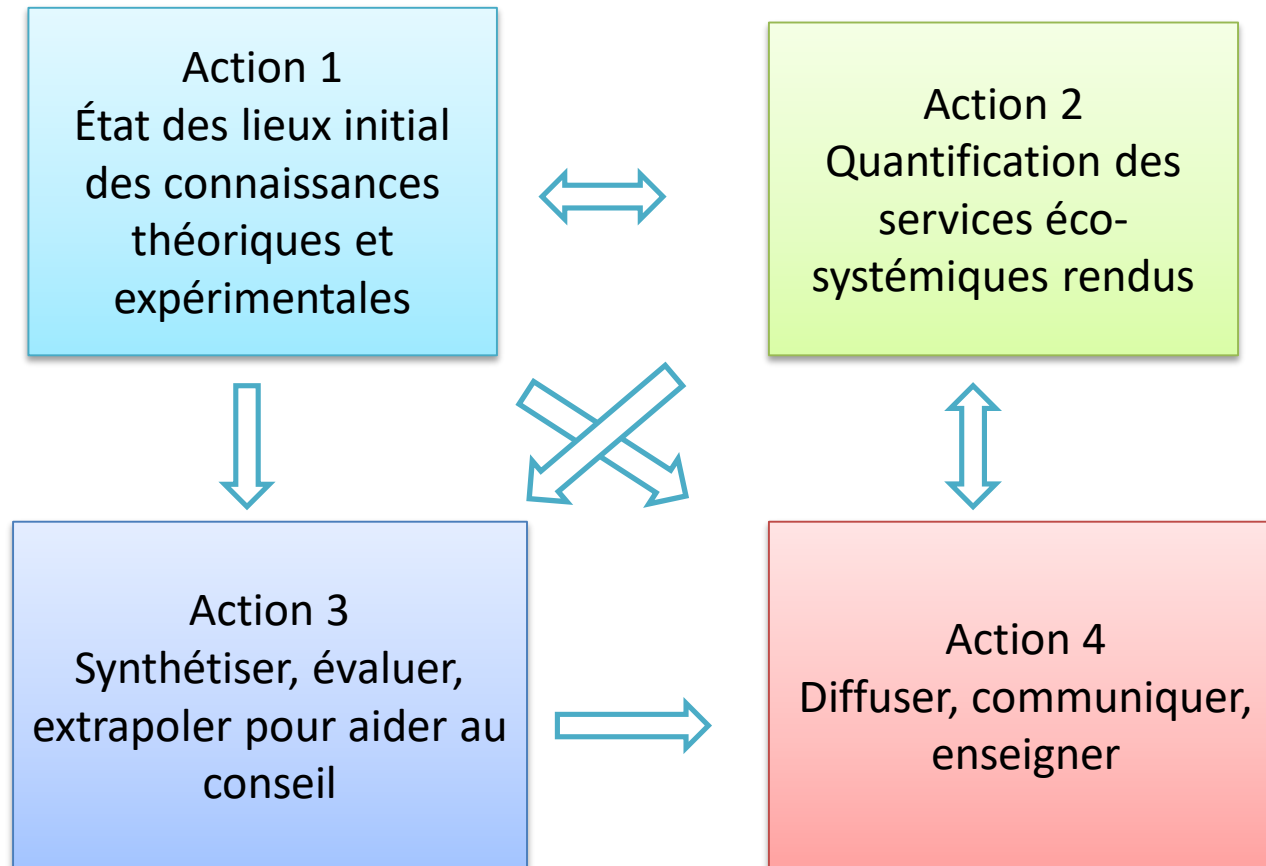 Action 1
État des lieux initial
des connaissances
théoriques et
expérimentales
Action 2
Quantification des
services éco-
systémiques rendus
Action 3
Synthétiser, évaluer,
extrapoler pour aider au
conseil
Action 4
Diffuser, communiquer,
enseigner